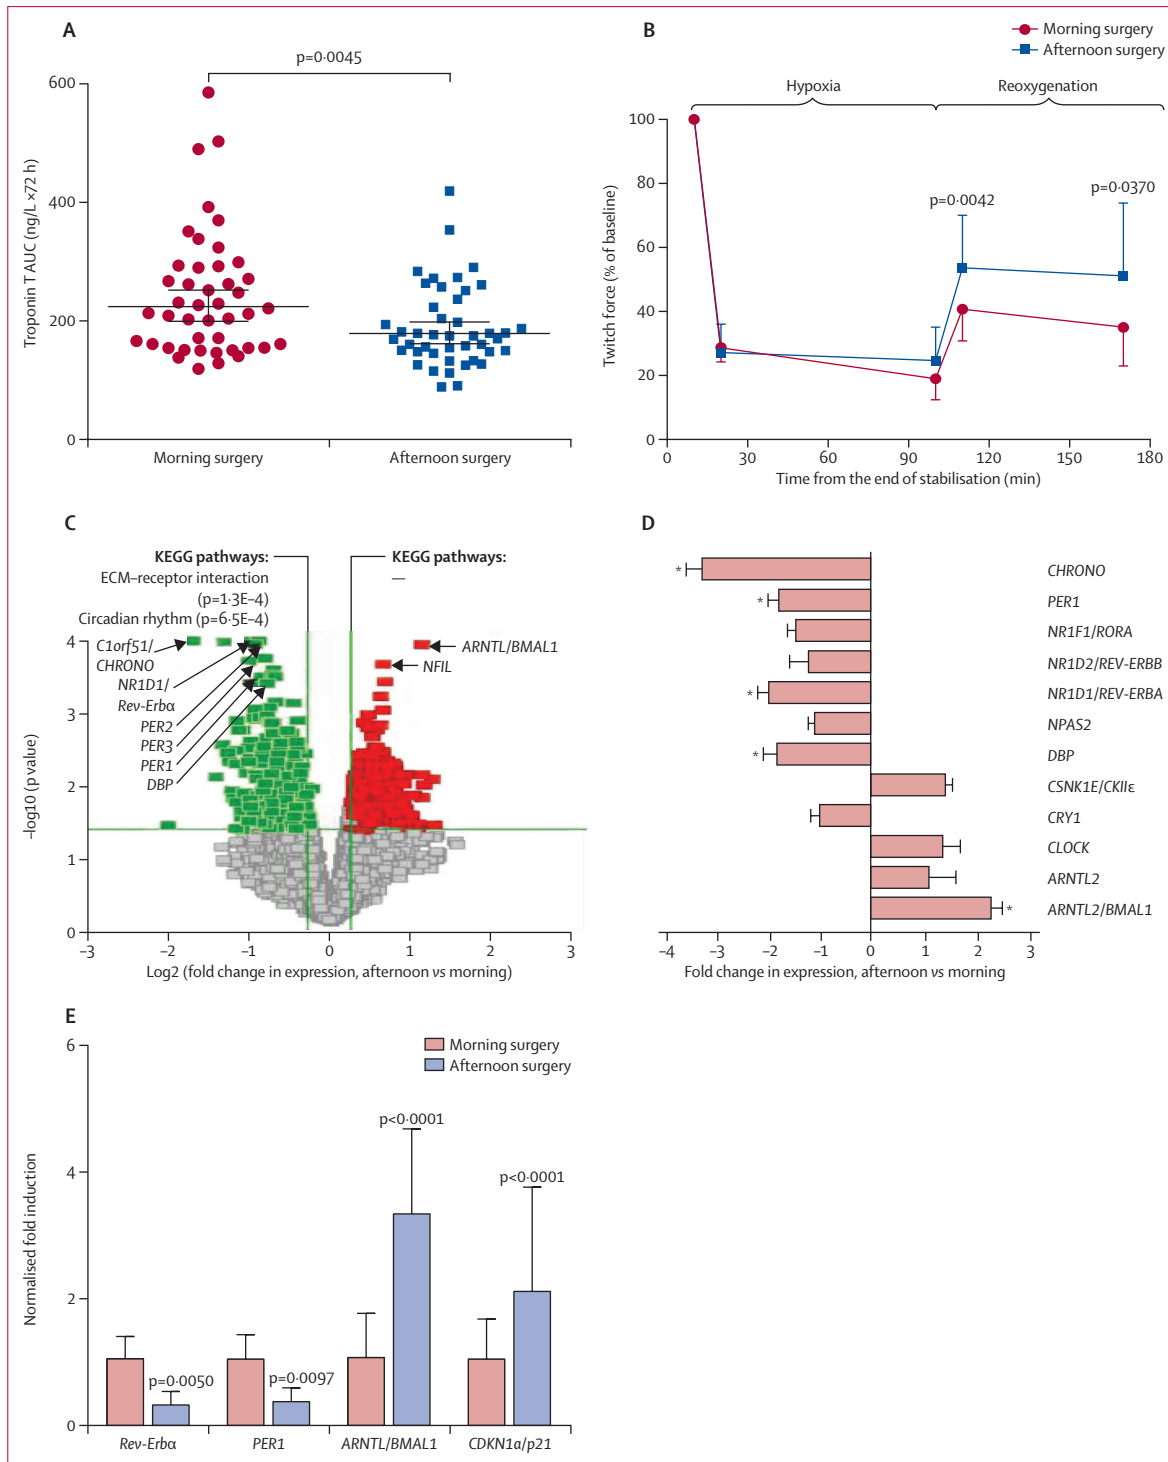 A
p=0·0045
600
400
200
0
Troponin T AUC (ng/L ×72 h)
Morning surgery
Afternoon surgery
B
Morning surgery
Afternoon surgery
Hypoxia
Reoxygenation
100
80
60
40
20
0
Twitch force (% of baseline)
p=0·0042
p=0·0370
0
30
60
90
120
150
180
Time from the end of stabilisation (min)
C
KEGG pathways:
ECM–receptor interaction
(p=1·3E–4)
Circadian rhythm (p=6·5E–4)
KEGG pathways:
—
C1orf51/
CHRONO
NR1D1/
Rev-Erbα
PER2
PER3
PER1
DBP
ARNTL/BMAL1
NFIL
4
3
2
1
0
–log10 (p value)
–3
–2
–1
0
1
2
3
Log2 (fold change in expression, afternoon vs morning)
D
CHRONO
PER1
NR1F1/RORA
NR1D2/REV-ERBB
NR1D1/REV-ERBA
NPAS2
DBP
CSNK1E/CKIIε
CRY1
CLOCK
ARNTL2
ARNTL2/BMAL1
*
*
*
*
*
–4
–3
–2
–1
0
1
2
3
Fold change in expression, afternoon vs morning
E
Morning surgery
Afternoon surgery
6
4
2
0
Normalised fold induction
p=0·0050
p=0·0097
p<0·0001
p<0·0001
Rev-Erbα
PER1
ARNTL/BMAL1
CDKN1a/p21